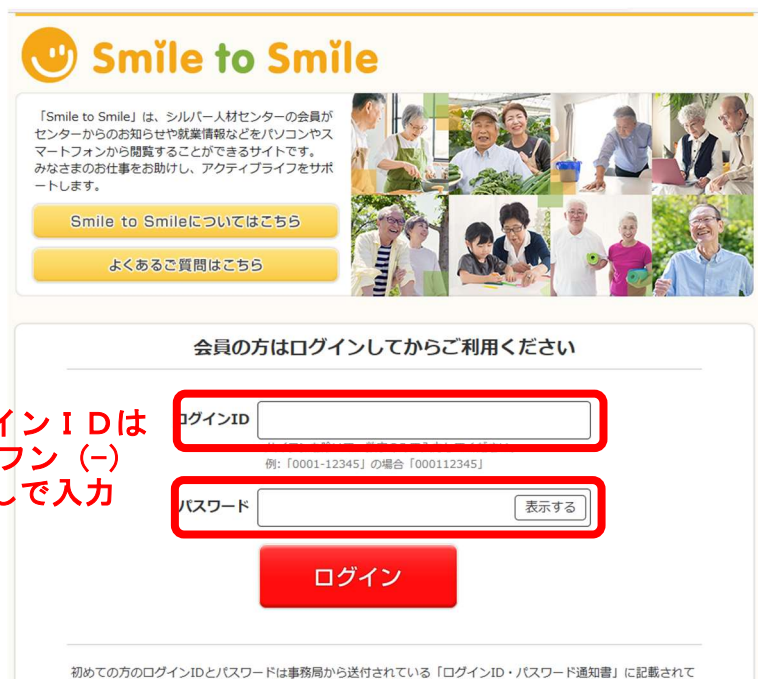 Smile to Smile
「Smile to Smile」は、シルバー人材センターの会員が
センターからのお知らせや就業情報などをパソコンやス
マートフォンから閲覧することができるサイトです。
みなさまのお仕事をお助けし、アクティブライフをサポ
ートします。
Smile to Smileについてはこちら
よくあるご質問はこちら
会員の方はログインしてからご利用ください
インＩＤは
フン（-）
しで入力
ログインID
例:「0001-12345」の場合「000112345」
パスワード
表示する
ログイン
初めての方のログインIDとパスワードは事務局から送付されている「ログインID・パスワード通知書」に記載されて